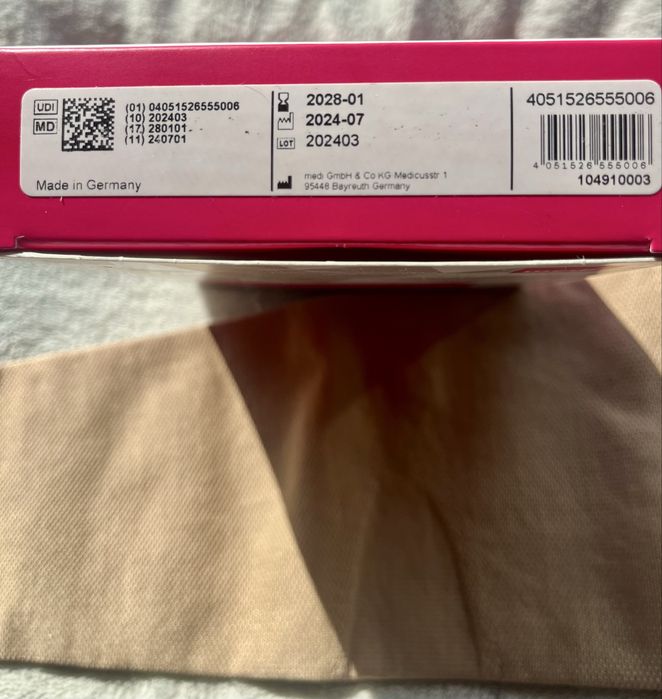 UDI
MD
(01) 04051526555006
(10) 202403
(17) 280101
(11) 240701
Made in Germany
2028-01
2024-07
LOT 202403
medi GmbH & Co KG Medicusstr 1
95448 Bayreuth Germany
4051526555006
4 051526 555006
104910003